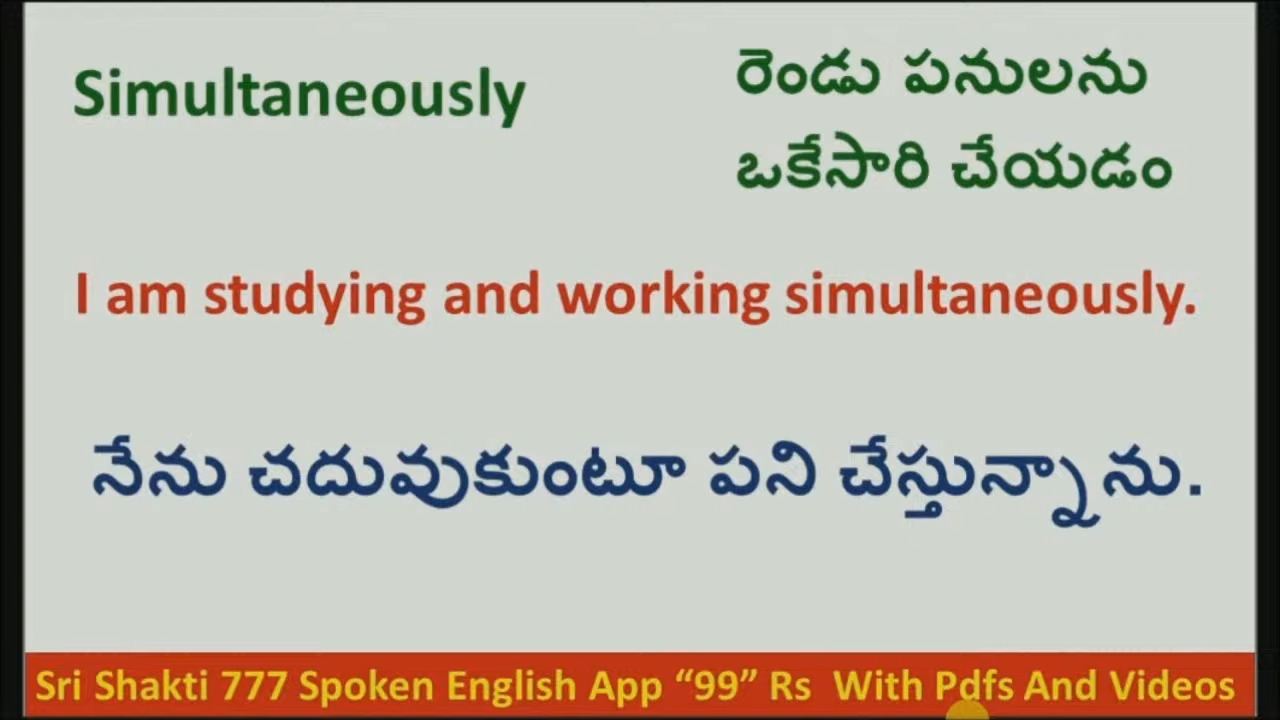 Simultaneously
రెండు పనులను
ఒకేసారి చేయడం
I am studying and working simultaneously.
నేను చదువుకుంటూ పని చేస్తున్నాను.
Sri Shakti 777 Spoken English App “99” Rs With Pdfs And Videos